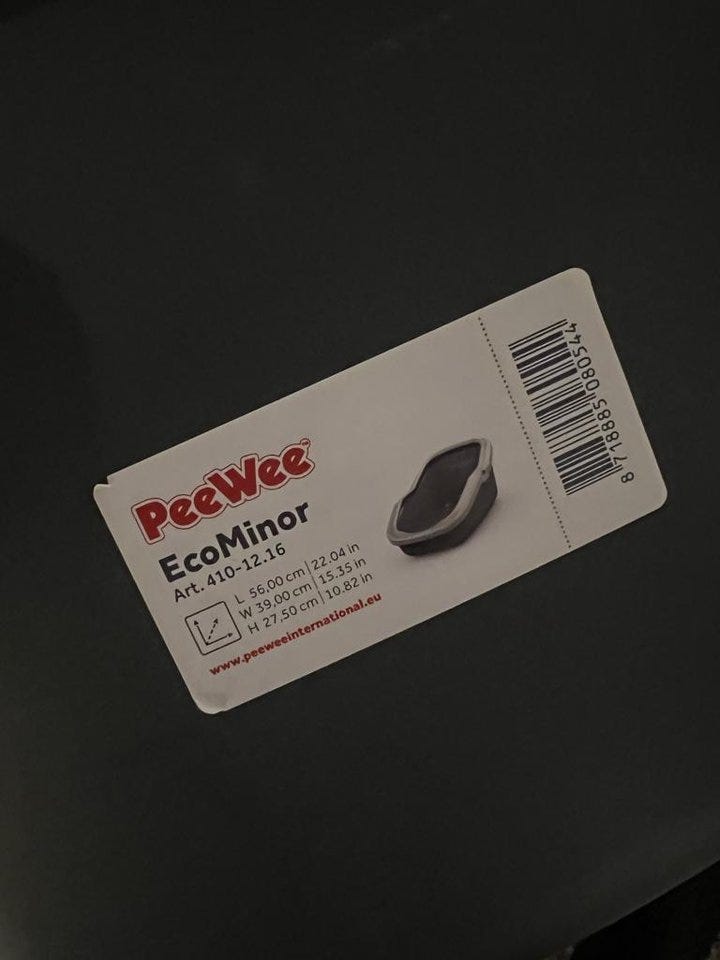 PeeWee™
EcoMinor
Art. 410-12.16
L 56,00 cm | 22.04 in
W 39,00 cm | 15.35 in
H 27,50 cm | 10.82 in
www.peeweeinternational.eu
8 718885 080544